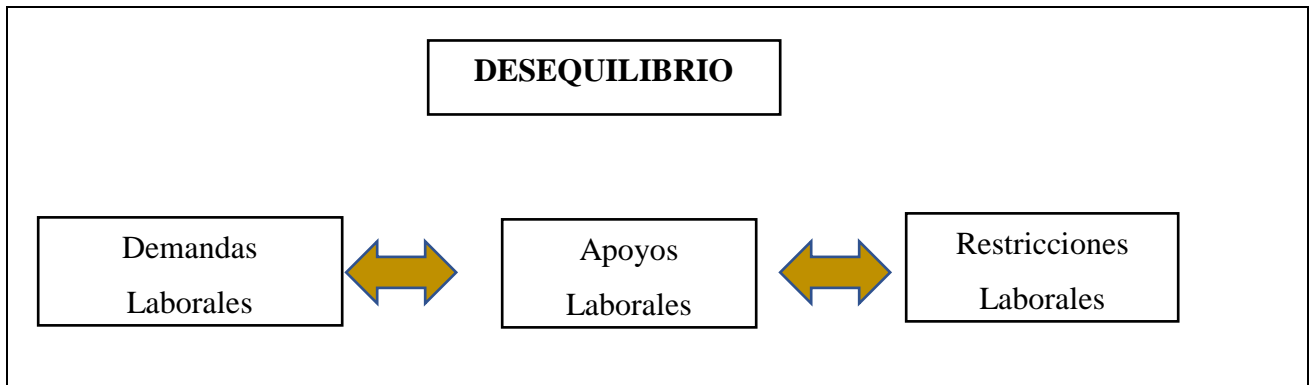 DESEQUILIBRIO
Demandas
Laborales
Apoyos
Laborales
Restricciones
Laborales